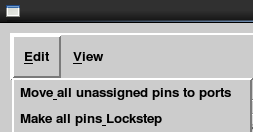 Edit View
Move all unassigned pins to ports
Make all pins Lockstep